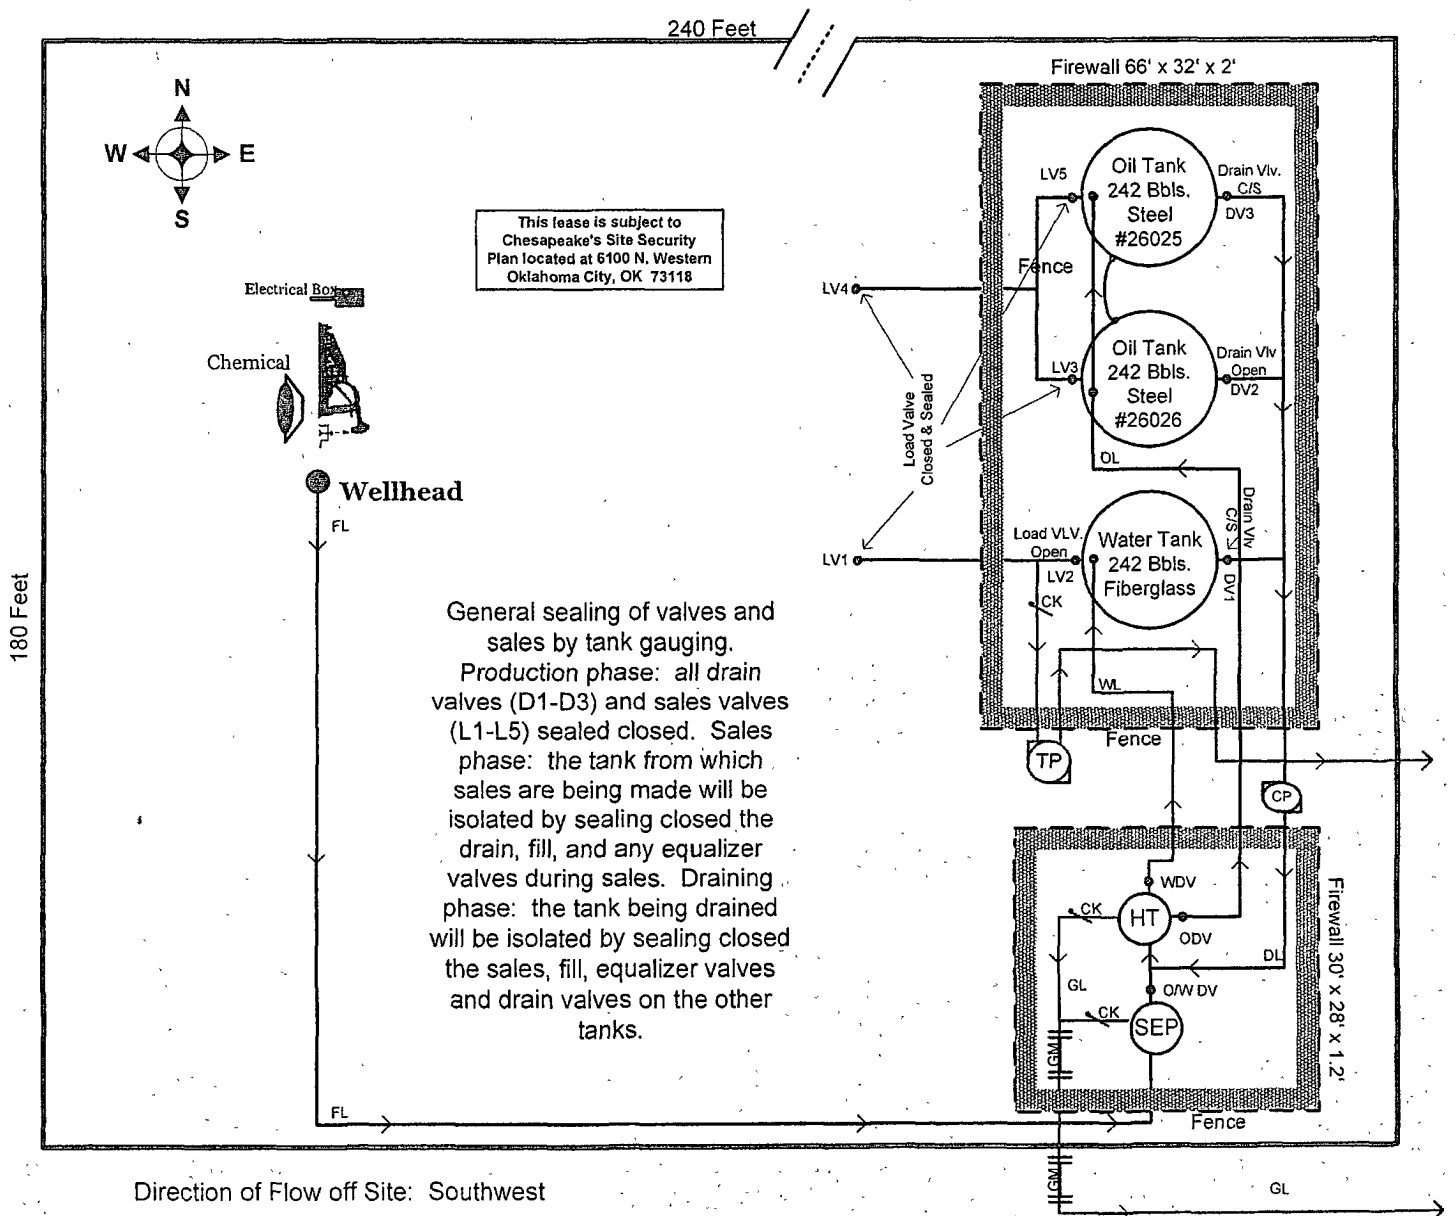 240 Feet
Firewall 66' x 32' x 2'
N
W
E
S
This lease is subject to
Chesapeake's Site Security
Plan located at 6100 N. Western
Oklahoma City, OK 73118
Electrical Box
Chemical
Wellhead
FL
180 Feet
General sealing of valves and
sales by tank gauging.
Production phase: all drain
valves (D1-D3) and sales valves
(L1-L5) sealed closed. Sales
phase: the tank from which
sales are being made will be
isolated by sealing closed the
drain, fill, and any equalizer
valves during sales. Draining
phase: the tank being drained
will be isolated by sealing closed
the sales, fill, equalizer valves
and drain valves on the other
tanks.
LV5
Oil Tank
242 Bbls.
Steel
#26025
Drain Vlv.
C/S
DV3
Fence
LV4
LV3
Oil Tank
242 Bbls.
Steel
#26026
Drain Vlv
Open
DV2
Load Valve
Closed & Sealed
OL
Drain Vlv
C/S
DV1
LV1
Load VLV.
Open
LV2
Water Tank
242 Bbls.
Fiberglass
CK
WL
Fence
TP
CP
WDV
CK
HT
ODV
DL
GL
O/W DV
CK
SEP
GM
Firewall 30' x 28' x 1.2'
FL
Fence
GM
GL
Direction of Flow off Site: Southwest